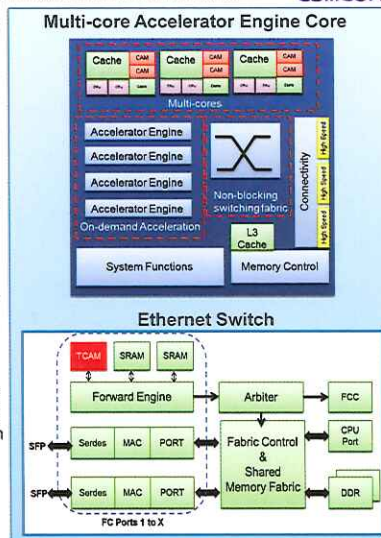 Multi-core Accelerator Engine Core
Cache CAM Cache CAM Cache CAM
CAM CAM CAM
Multi-cores
Accelerator Engine
Accelerator Engine
Accelerator Engine
Accelerator Engine
On-demand Acceleration
Non-blocking
switching fabric
Connectivity
High Speed
High Speed
High Speed
L3
Cache
System Functions
Memory Control
Ethernet Switch
TCAM SRAM SRAM
Forward Engine
Arbiter
FCC
SFP Serdes MAC PORT
Fabric Control
&
Shared
Memory Fabric
CPU
Port
SFP Serdes MAC PORT
DDR
FC Ports 1 to X